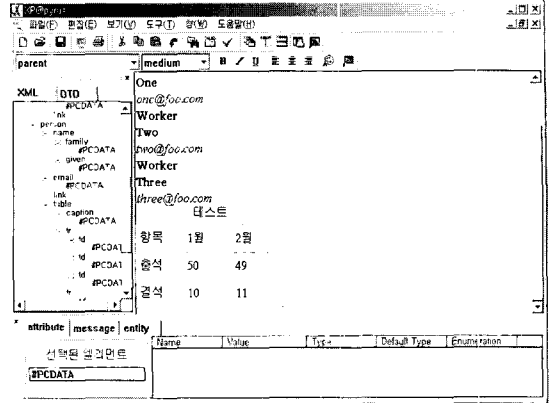 파일(F) 편집(E) 보기(V) 도구(T) 창(W) 도움말(H)
parent medium B I U
XML DTD
#PCDATA
link
person
name
family
#PCDATA
given
#PCDATA
email
#PCDATA
link
table
caption
#PCDATA
tr
td
#PCDAT
td
#PCDAT
td
#PCDAT
tr
One
one@foo.com
Worker
Two
two@foo.com
Worker
Three
three@foo.com
테스트
항목 1월 2월
출석 50 49
결석 10 11
attribute message entity
선택된 엘리먼트
#PCDATA
Name Value Type Default Type Enumeration